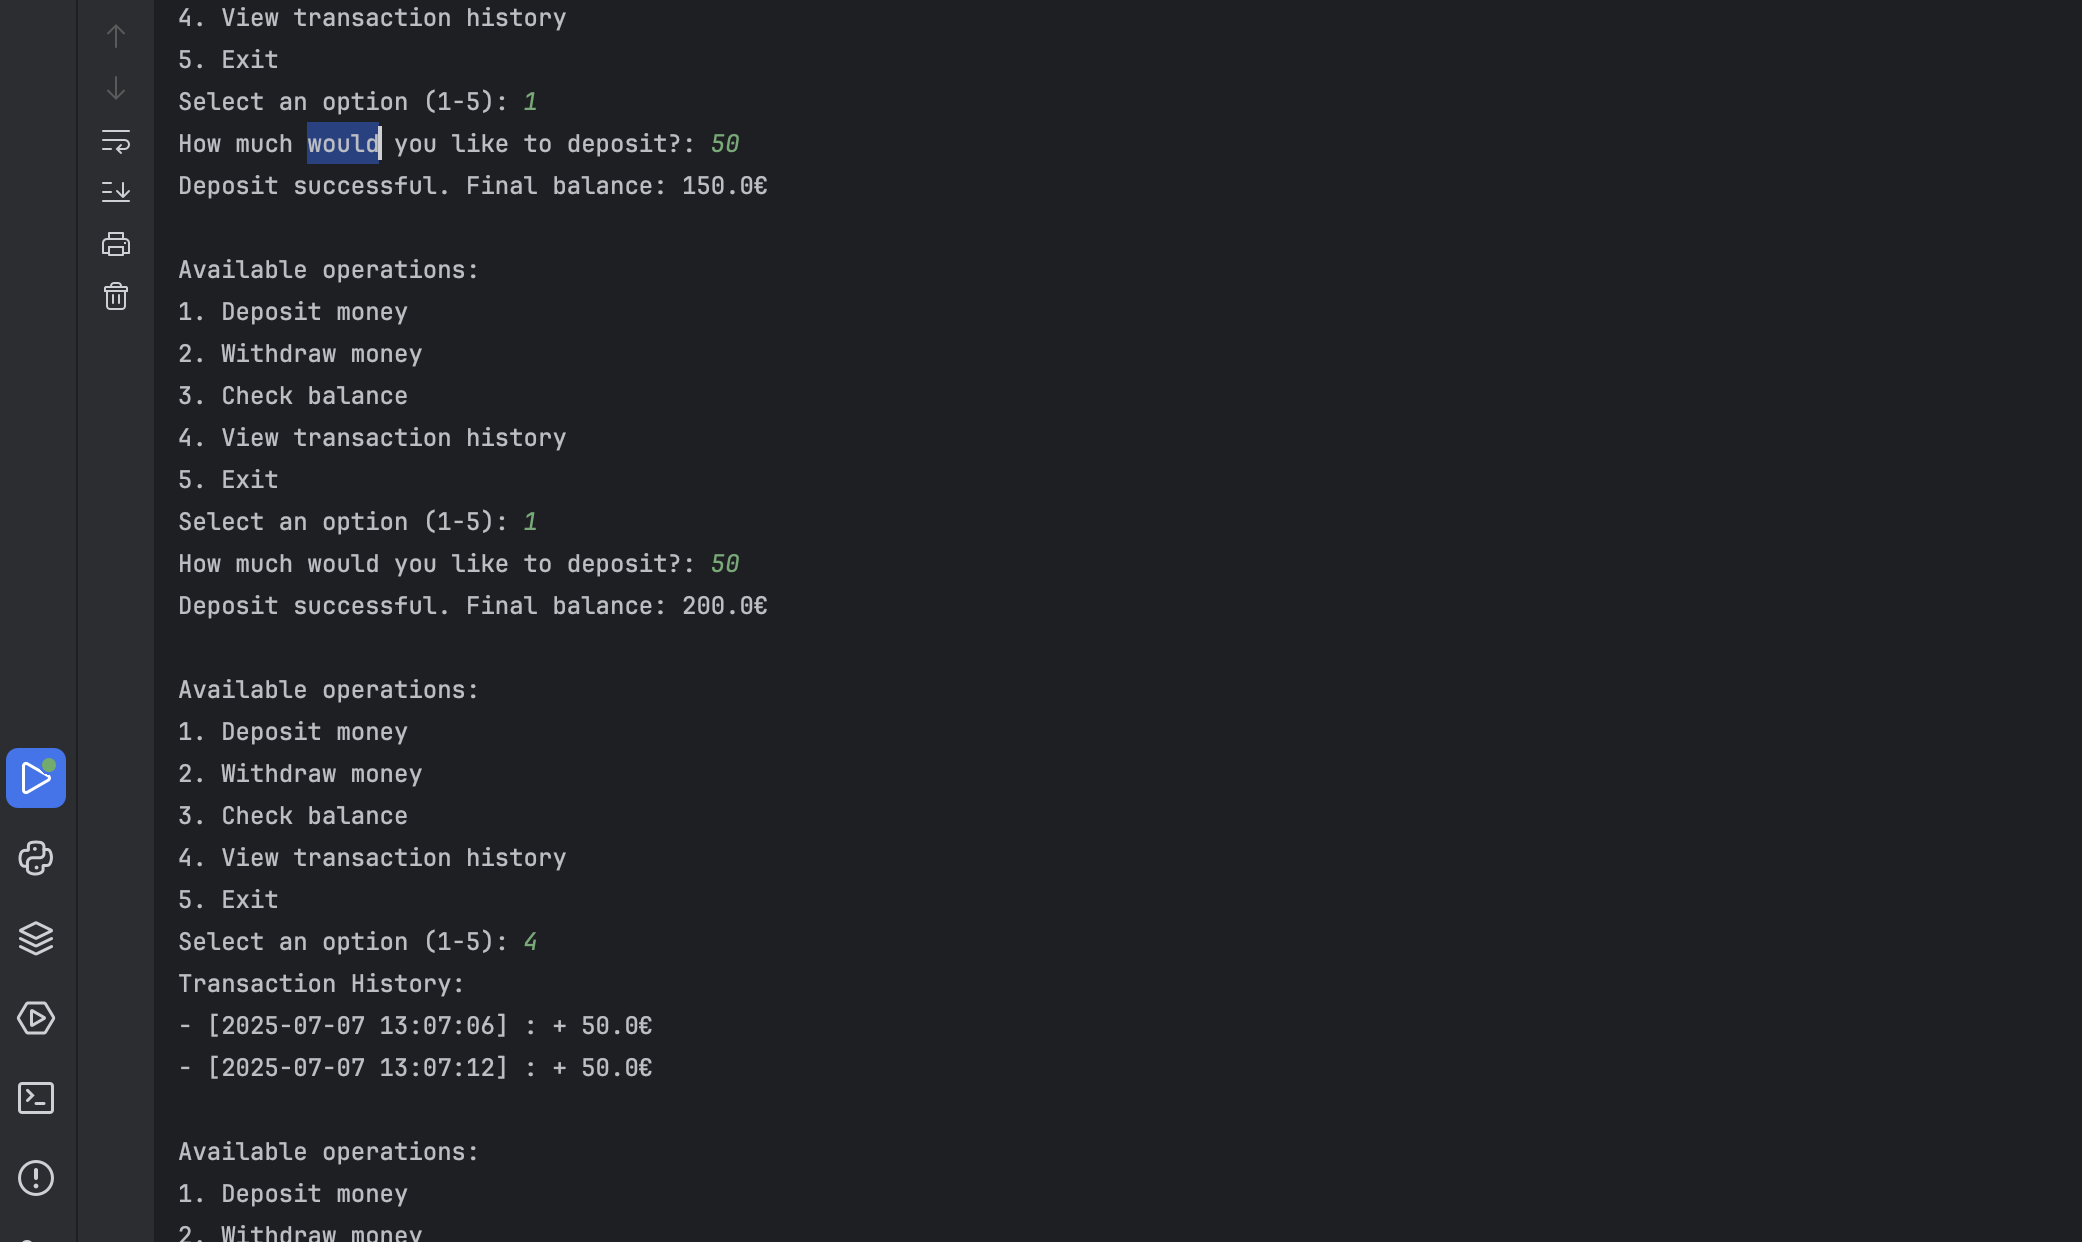 4. View transaction history
5. Exit
Select an option (1-5): 1
How much would you like to deposit?: 50
Deposit successful. Final balance: 150.0€
Available operations:
1. Deposit money
2. Withdraw money
3. Check balance
4. View transaction history
5. Exit
Select an option (1-5): 1
How much would you like to deposit?: 50
Deposit successful. Final balance: 200.0€
Available operations:
1. Deposit money
2. Withdraw money
3. Check balance
4. View transaction history
5. Exit
Select an option (1-5): 4
Transaction History:
- [2025-07-07 13:07:06] : + 50.0€
- [2025-07-07 13:07:12] : + 50.0€
Available operations:
1. Deposit money
2. Withdraw money